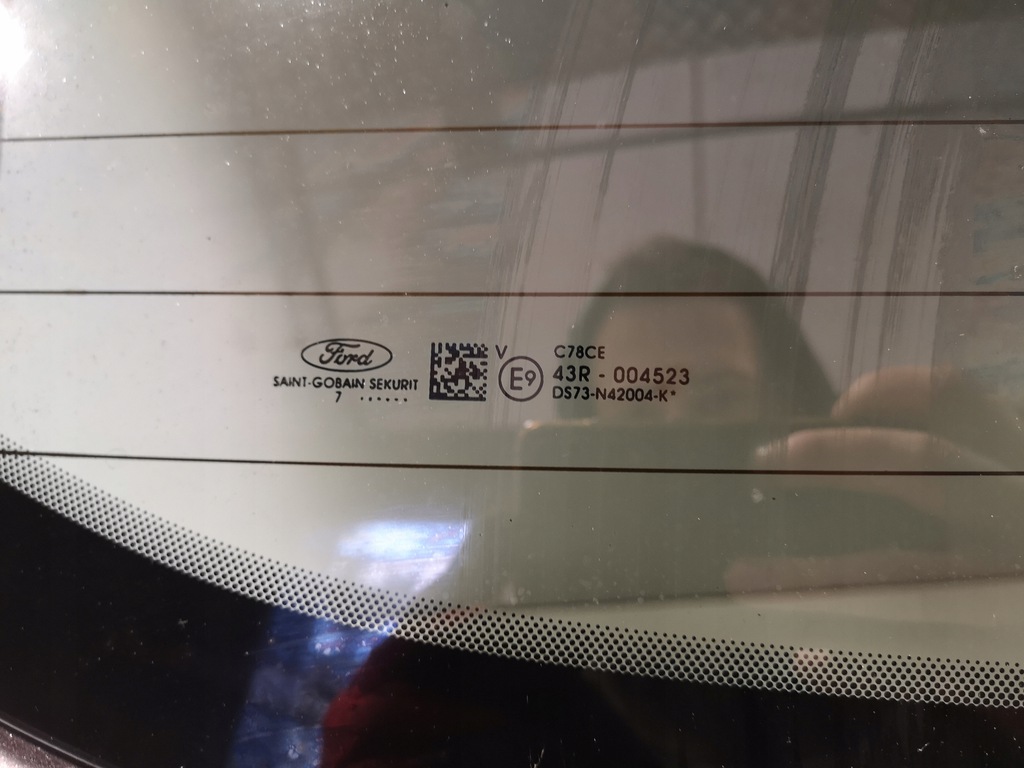 Ford
SAINT-GOBAIN SEKURIT
7 ......
V
E9
C78CE
43R - 004523
DS73-N42004-K*